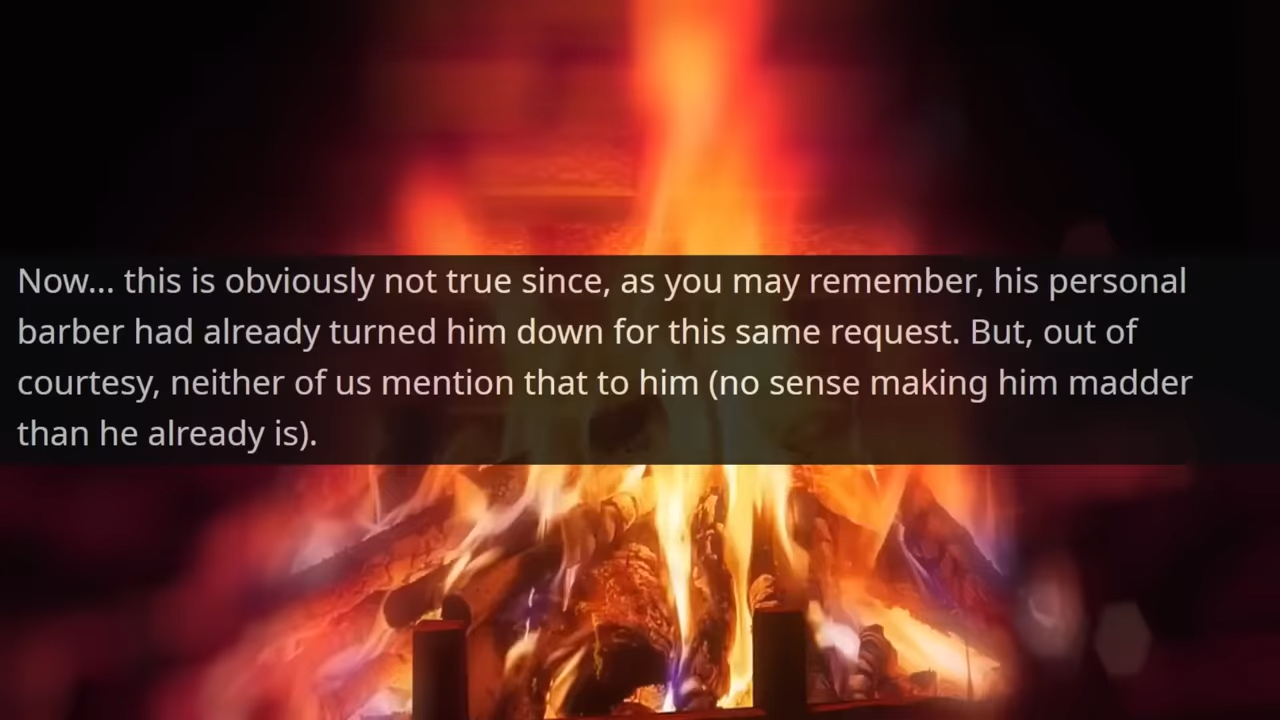 Now... this is obviously not true since, as you may remember, his personal
barber had already turned him down for this same request. But, out of
courtesy, neither of us mention that to him (no sense making him madder
than he already is).